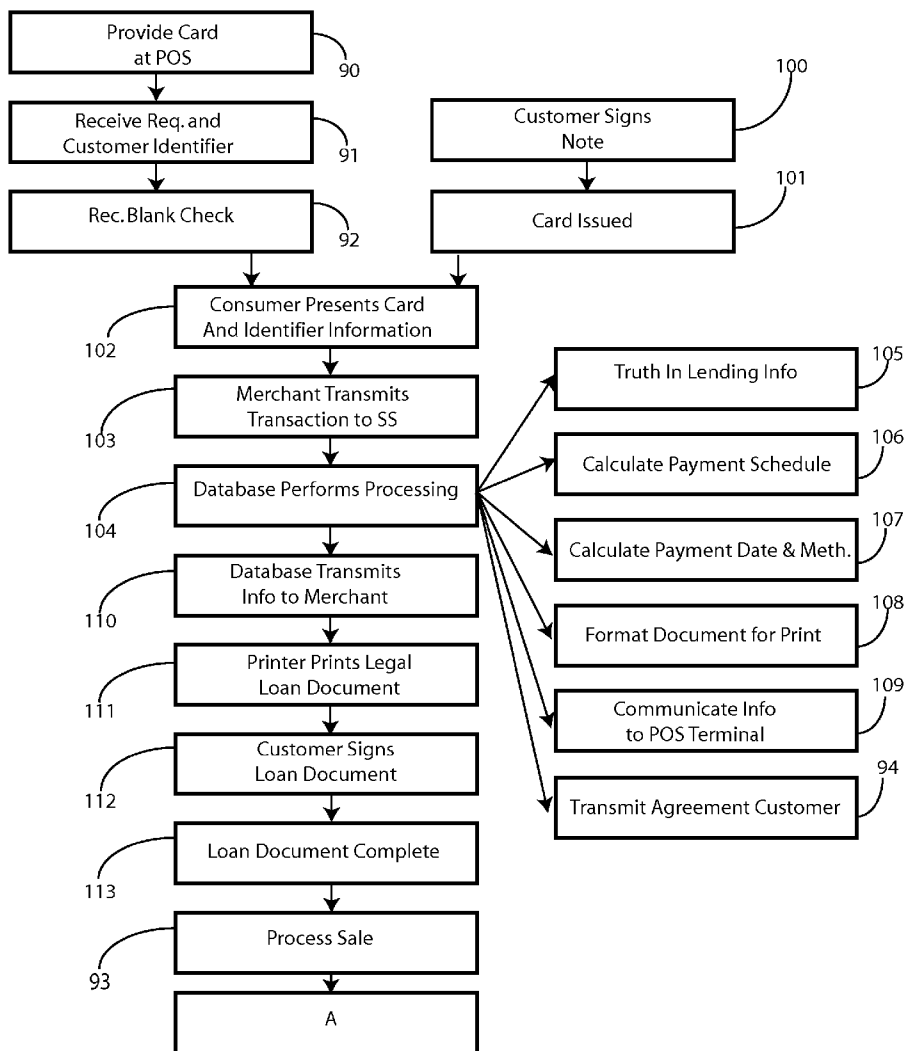 Provide Card
at POS
90
Receive Req. and
Customer Identifier
91
Rec. Blank Check
92
Customer Signs
Note
100
Card Issued
101
Consumer Presents Card
And Identifier Information
102
Merchant Transmits
Transaction to SS
103
Database Performs Processing
104
Truth In Lending Info
105
Calculate Payment Schedule
106
Calculate Payment Date & Meth.
107
Format Document for Print
108
Communicate Info
to POS Terminal
109
Transmit Agreement Customer
94
Database Transmits
Info to Merchant
110
Printer Prints Legal
Loan Document
111
Customer Signs
Loan Document
112
Loan Document Complete
113
Process Sale
93
A